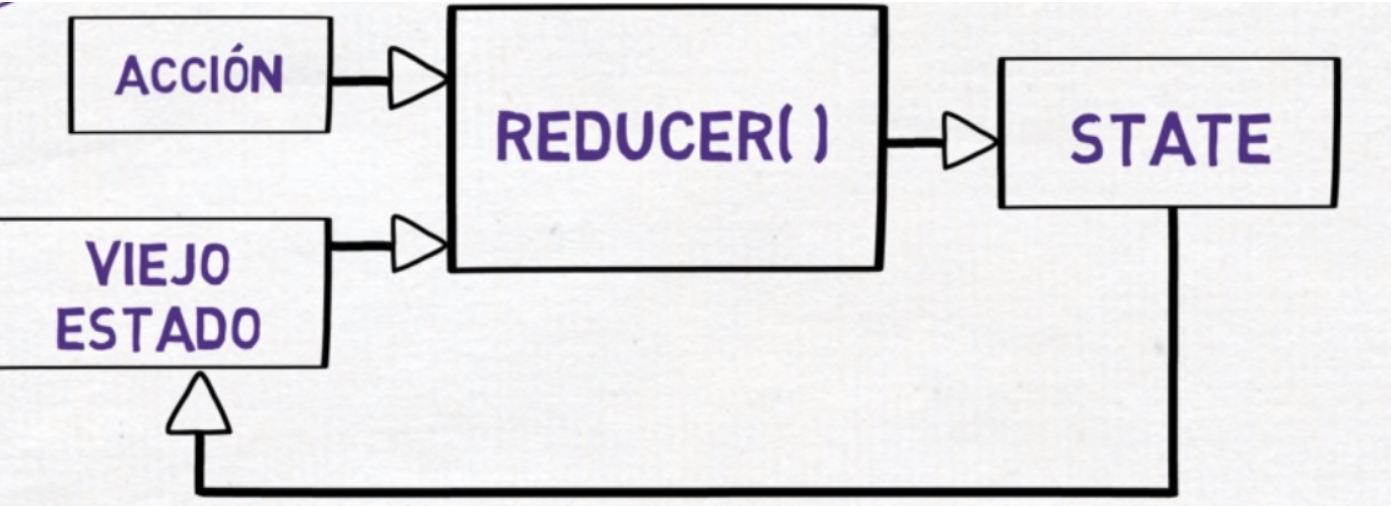 ACCIÓN
REDUCER( )
STATE
VIEJO
ESTADO